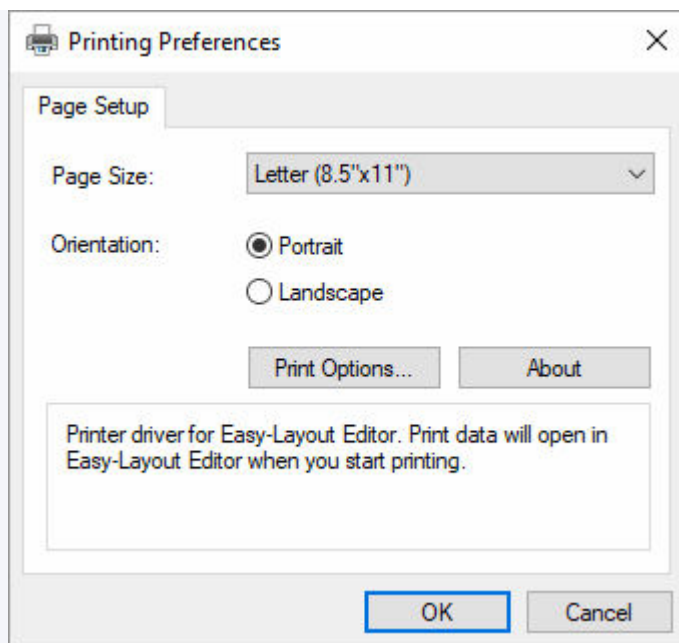 Printing Preferences
Page Setup
Page Size: Letter (8.5"x11")
Orientation: Portrait
Landscape
Print Options... About
Printer driver for Easy-Layout Editor. Print data will open in
Easy-Layout Editor when you start printing.
OK Cancel